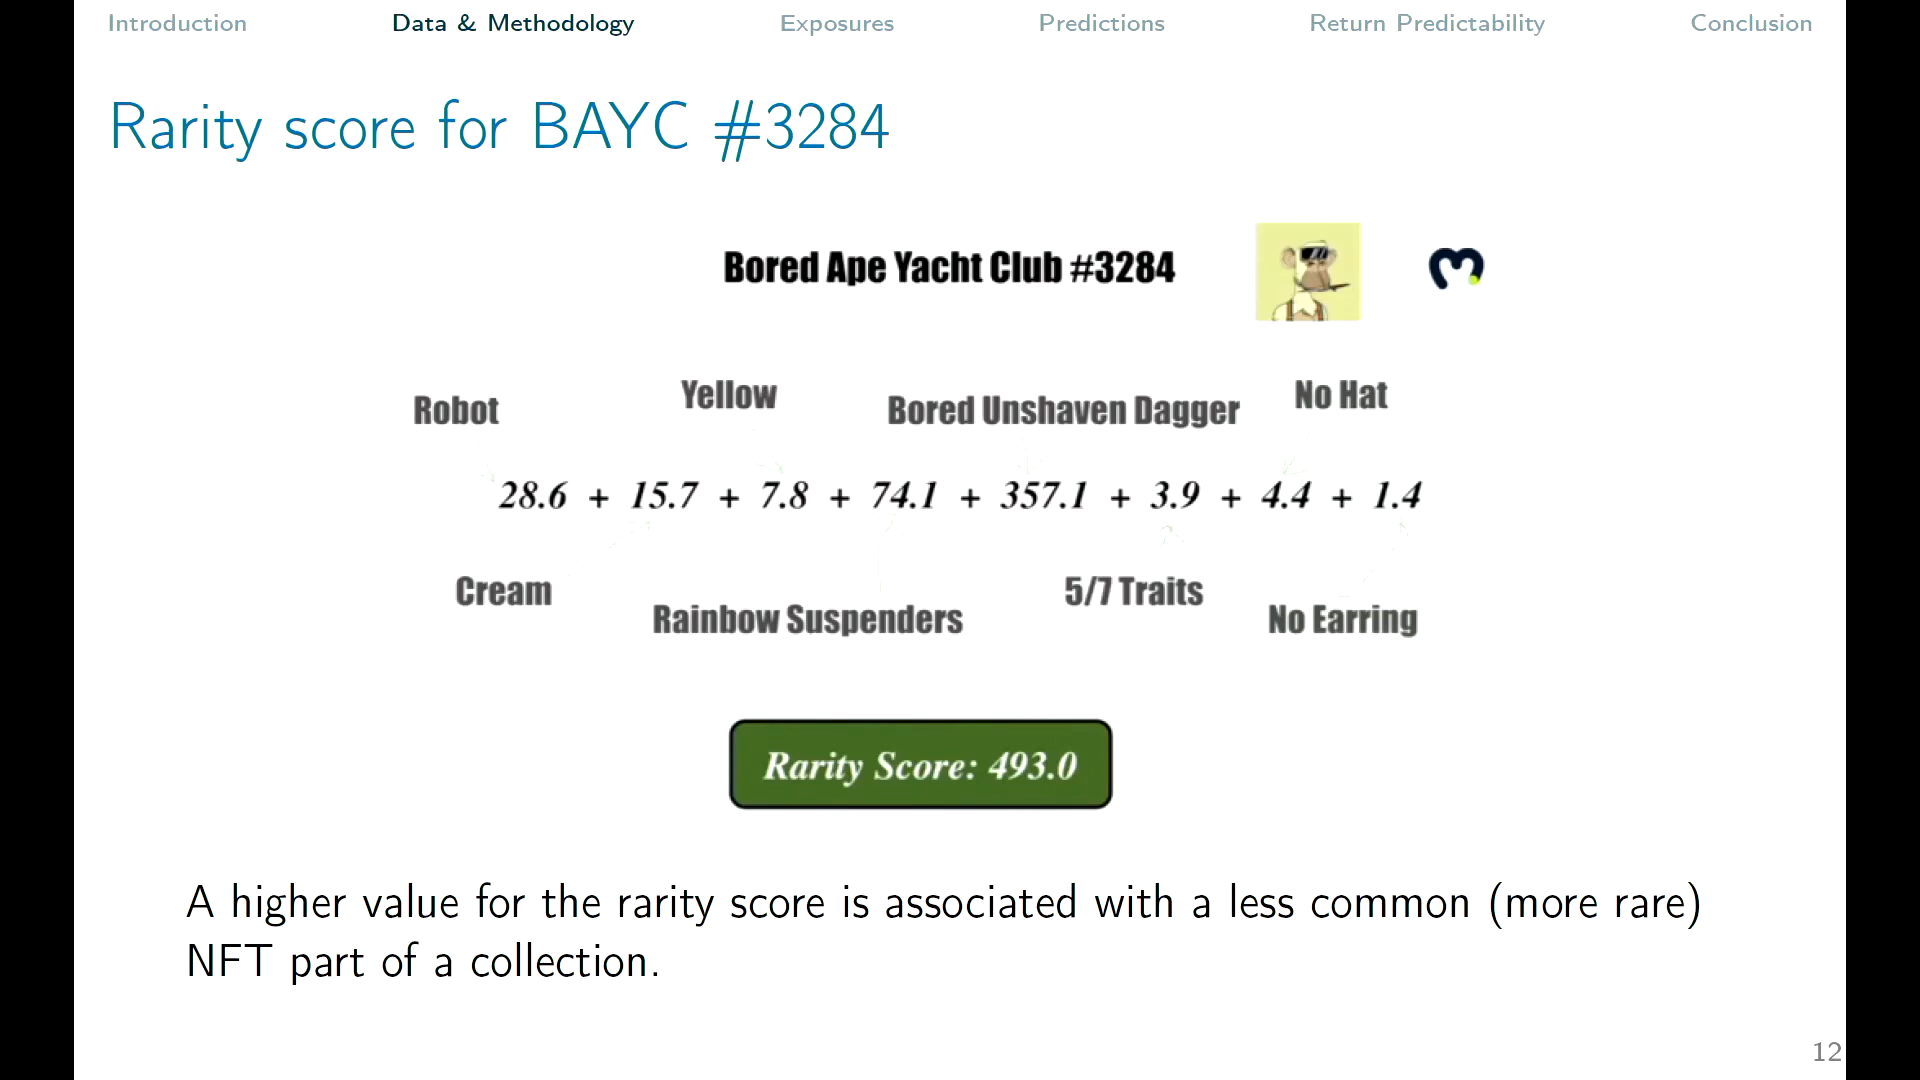 Introduction Data & Methodology Exposures Predictions Return Predictability Conclusion
Rarity score for BAYC #3284
Bored Ape Yacht Club #3284
Robot Yellow Bored Unshaven Dagger No Hat
28.6 + 15.7 + 7.8 + 74.1 + 357.1 + 3.9 + 4.4 + 1.4
Cream Rainbow Suspenders 5/7 Traits No Earring
Rarity Score: 493.0
A higher value for the rarity score is associated with a less common (more rare)
NFT part of a collection.
12